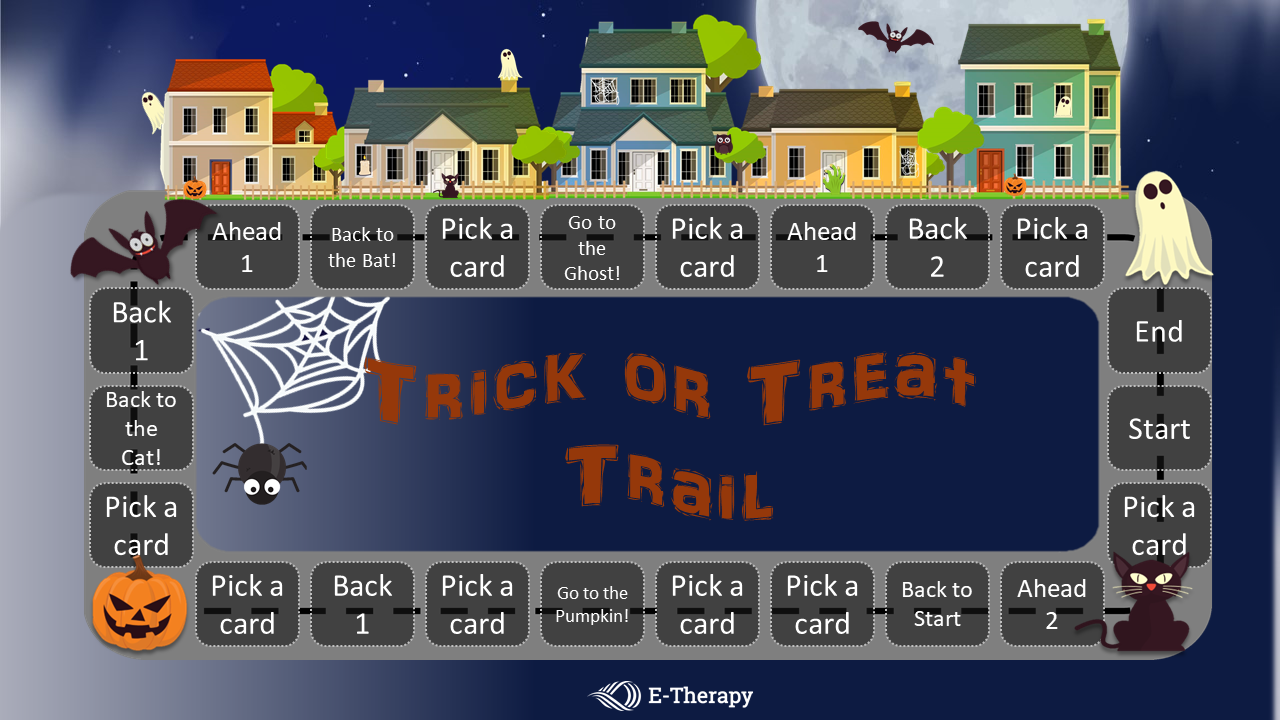 Ahead
1
Back to
the Bat!
Pick a
card
Go to
the
Ghost!
Pick a
card
Ahead
1
Back
2
Pick a
card
Back
1
Back to
the
Cat!
Pick a
card
Trick or Treat
Trail
End
Start
Pick a
card
Pick a
card
Back
1
Pick a
card
Go to the
Pumpkin!
Pick a
card
Pick a
card
Back to
Start
Ahead
2
E-Therapy